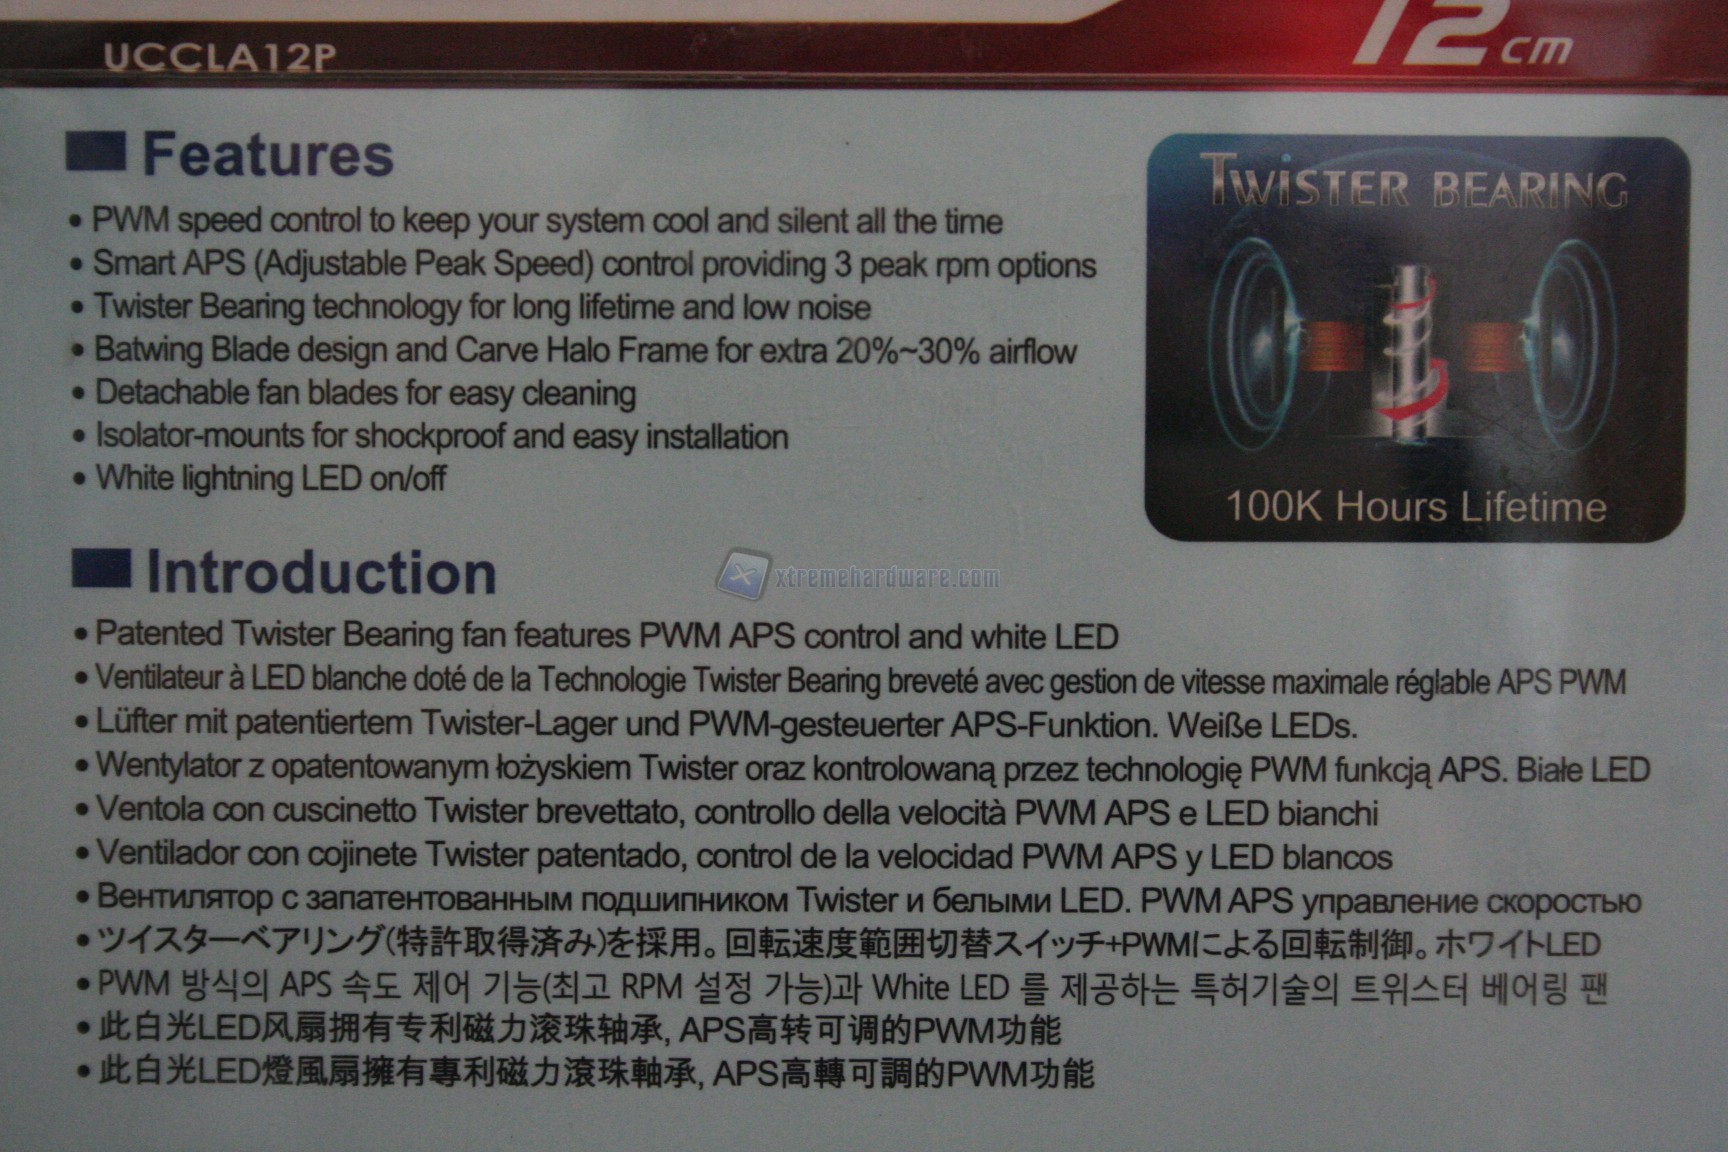 UCCLA12P
12cm
Features
• PWM speed control to keep your system cool and silent all the time
• Smart APS (Adjustable Peak Speed) control providing 3 peak rpm options
• Twister Bearing technology for long lifetime and low noise
• Batwing Blade design and Carve Halo Frame for extra 20%~30% airflow
• Detachable fan blades for easy cleaning
• Isolator-mounts for shockproof and easy installation
• White lightning LED on/off
TWISTER BEARING
100K Hours Lifetime
Introduction
xtremehardware.com
• Patented Twister Bearing fan features PWM APS control and white LED
• Ventilateur à LED blanche doté de la Technologie Twister Bearing breveté avec gestion de vitesse maximale réglable APS PWM
• Lüfter mit patentiertem Twister-Lager und PWM-gesteuerter APS-Funktion. Weiße LEDs.
• Wentylator z opatentowanym łożyskiem Twister oraz kontrolowaną przez technologię PWM funkcją APS. Białe LED
• Ventola con cuscinetto Twister brevettato, controllo della velocità PWM APS e LED bianchi
• Ventilador con cojinete Twister patentado, control de la velocidad PWM APS y LED blancos
• Вентилятор с запатентованным подшипником Twister и белыми LED. PWM APS управление скоростью
• ツイスターベアリング(特許取得済み)を採用。回転速度範囲切替スイッチ+PWMによる回転制御。ホワイトLED
• PWM 방식의 APS 속도 제어 기능(최고 RPM 설정 가능)과 White LED 를 제공하는 특허기술의 트위스터 베어링 팬
• 此白光LED风扇拥有专利磁力滚珠轴承, APS高转可调的PWM功能
• 此白光LED燈風扇擁有專利磁力滾珠軸承, APS高轉可調的PWM功能